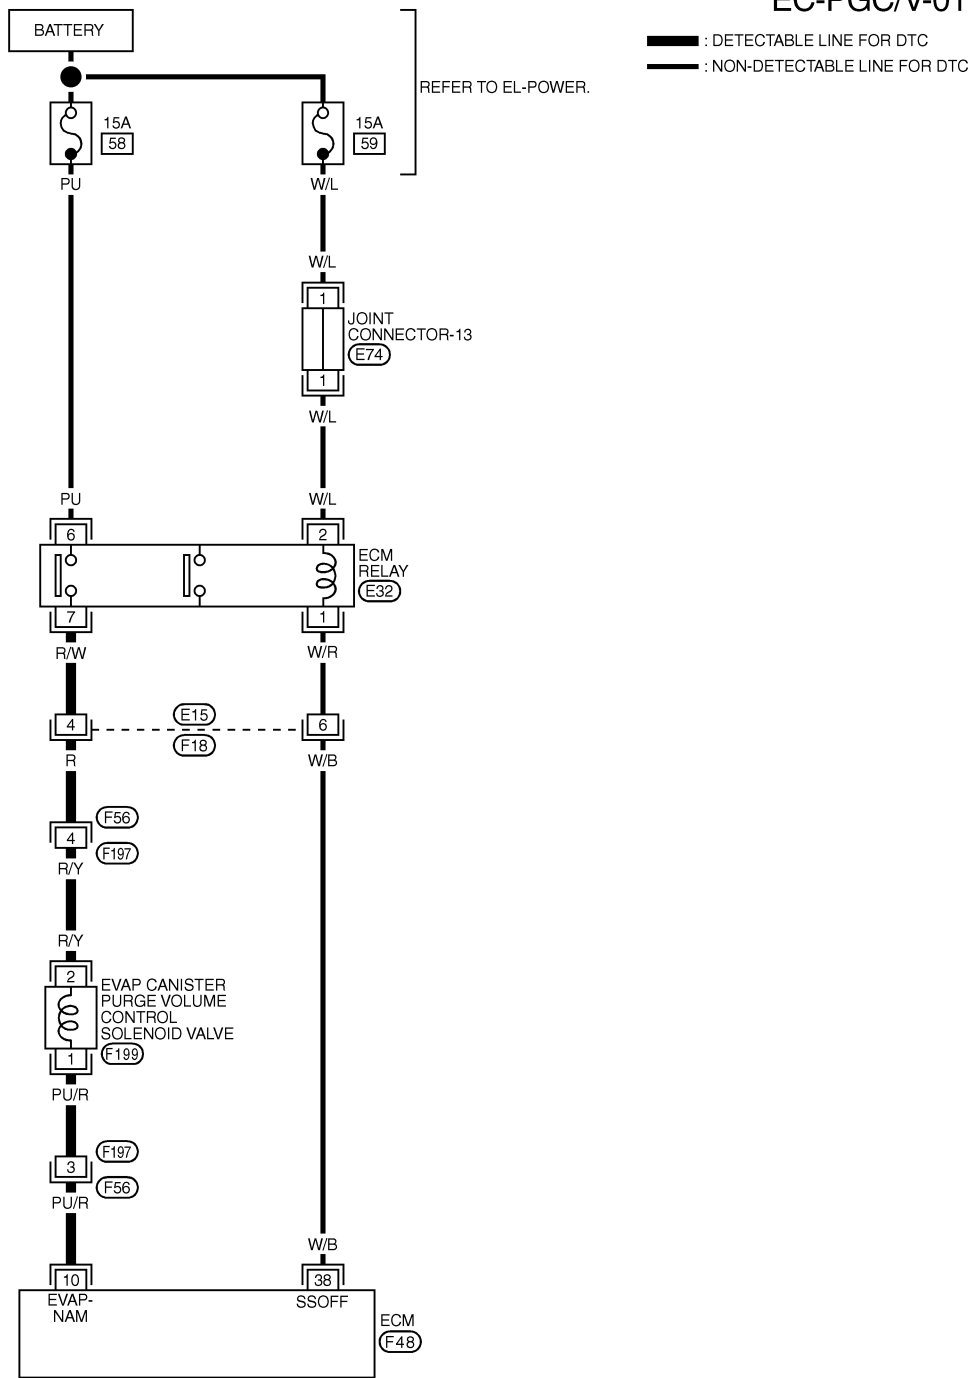 EC-PGC/V-01
BATTERY
: DETECTABLE LINE FOR DTC
: NON-DETECTABLE LINE FOR DTC
REFER TO EL-POWER.
15A
58
15A
59
PU
W/L
W/L
1
JOINT
CONNECTOR-13
E74
1
W/L
PU
W/L
6
2
ECM
RELAY
E32
7
1
R/W
W/R
4
E15
F18
6
R
W/B
F56
4
F197
R/Y
R/Y
2
EVAP CANISTER
PURGE VOLUME
CONTROL
SOLENOID VALVE
F199
1
PU/R
F197
3
F56
PU/R
W/B
10
38
EVAP-
NAM
SSOFF
ECM
F48